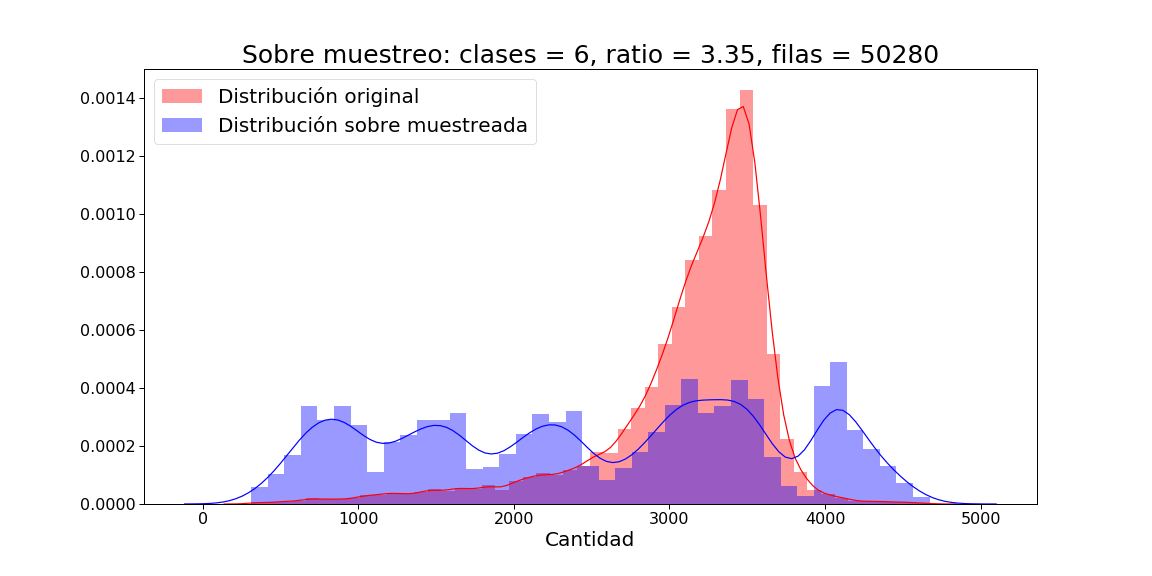 Sobre muestreo: clases = 6, ratio = 3.35, filas = 50280
Distribución original
Distribución sobre muestreada
0.0014
0.0012
0.0010
0.0008
0.0006
0.0004
0.0002
0.0000
0 1000 2000 3000 4000 5000
Cantidad